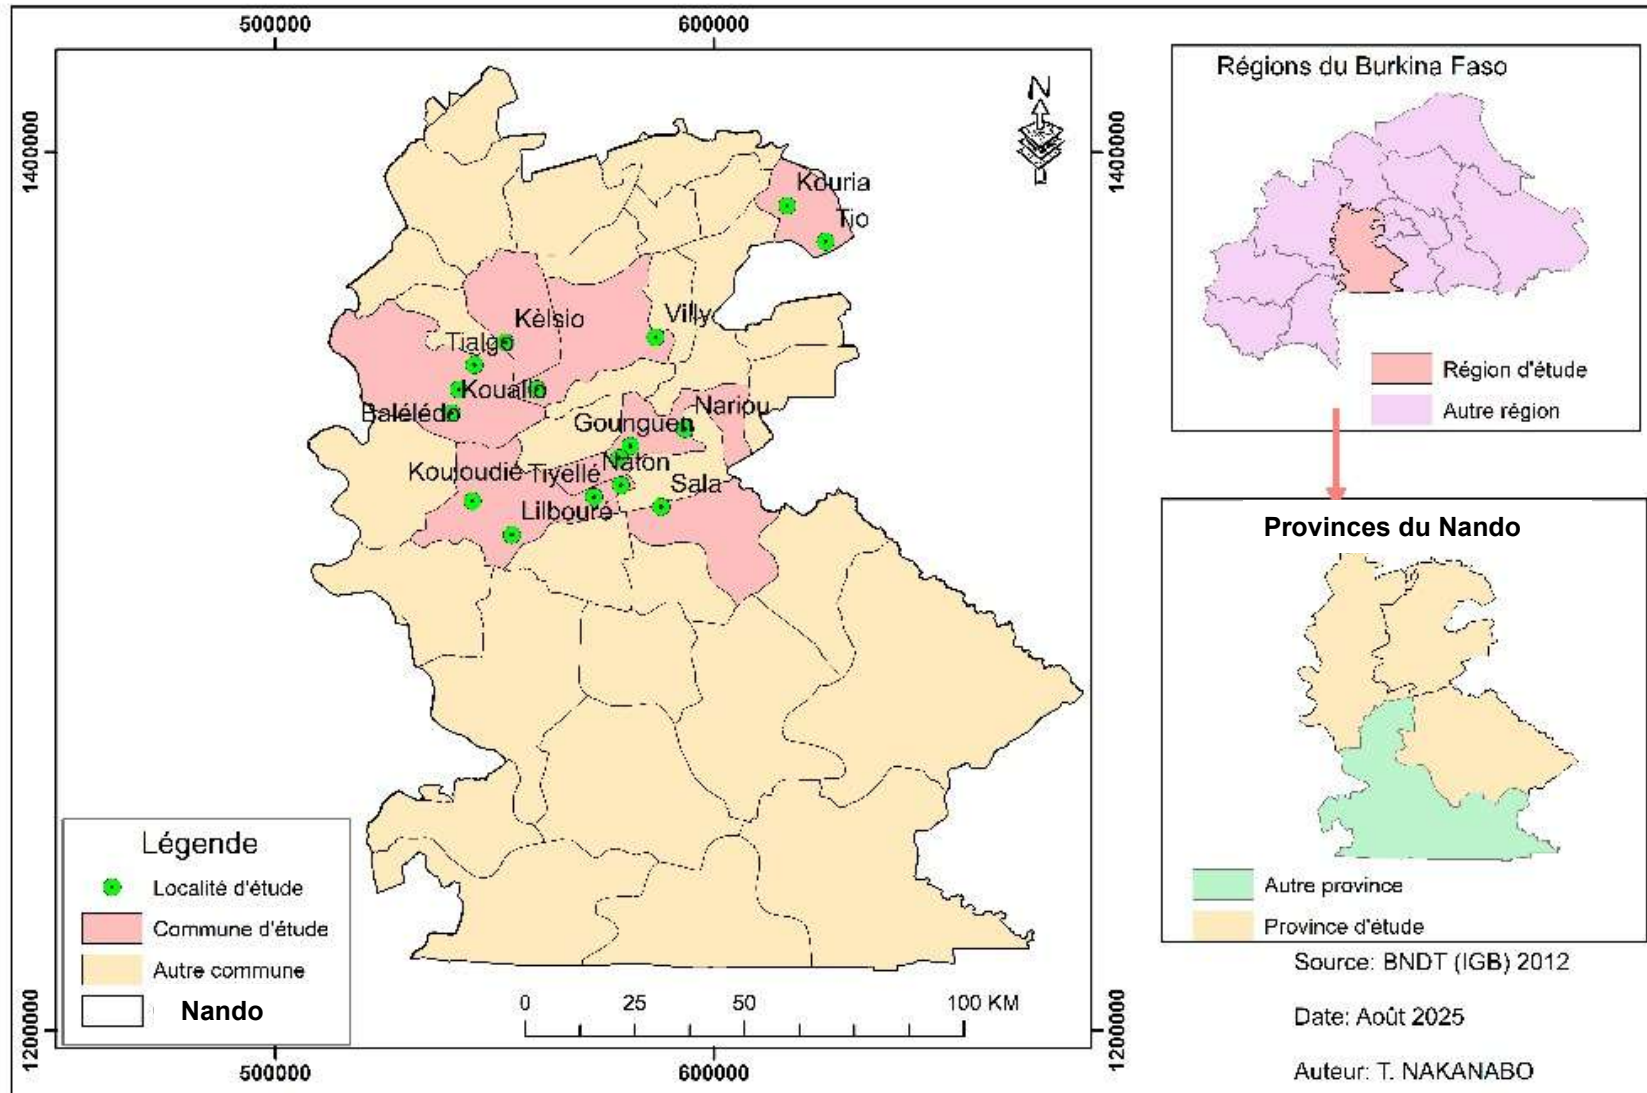 500000
600000
1400000
1400000
N
Kouria
Tio
Kèlsio
Villy
Tialgo
Kouallo
Balélédo
Nariou
Gounguen
Naton
Kouloudié
Tiyellé
Sala
Lilbouré
Légende
Localité d'étude
Commune d'étude
Autre commune
Nando
0 25 50 100 KM
1200000
1200000
500000
600000
Régions du Burkina Faso
Région d'étude
Autre région
Provinces du Nando
Autre province
Province d'étude
Source: BNDT (IGB) 2012
Date: Août 2025
Auteur: T. NAKANABO